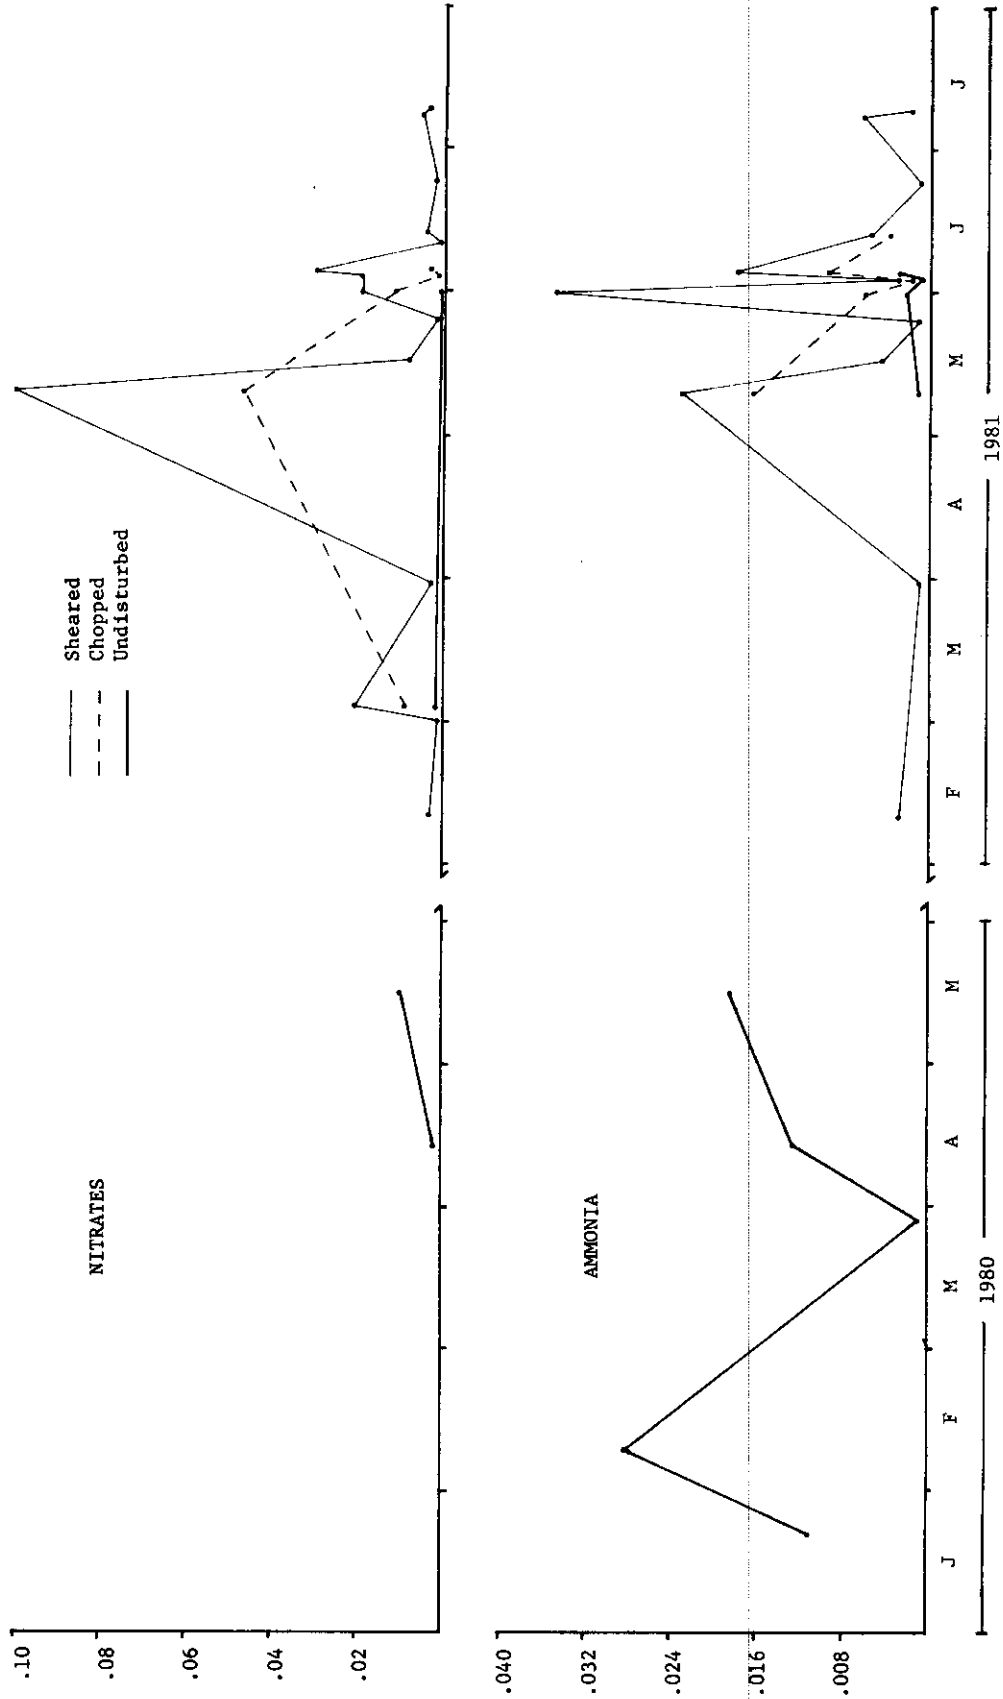 NITRATES
.10
.08
.06
.04
.02
Sheared
Chopped
Undisturbed
AMMONIA
.040
.032
.024
.016
.008
J F M A M F M A M J J
1980 1981